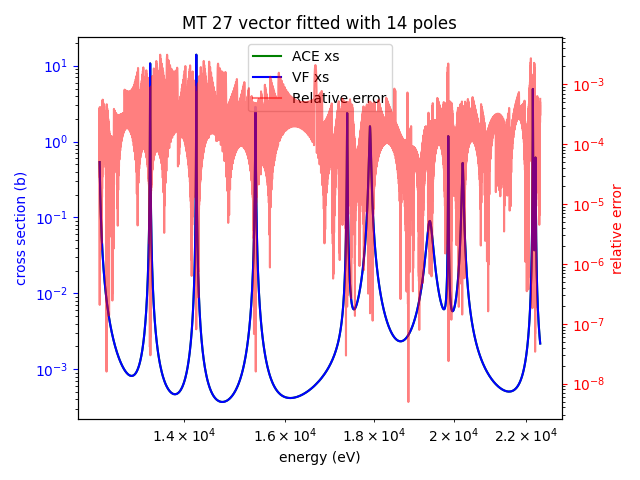 MT 27 vector fitted with 14 poles
ACE xs
VF xs
Relative error
cross section (b)
10¹
10⁰
10⁻¹
10⁻²
10⁻³
relative error
10⁻³
10⁻⁴
10⁻⁵
10⁻⁶
10⁻⁷
10⁻⁸
1.4 × 10⁴ 1.6 × 10⁴ 1.8 × 10⁴ 2 × 10⁴ 2.2 × 10⁴
energy (eV)